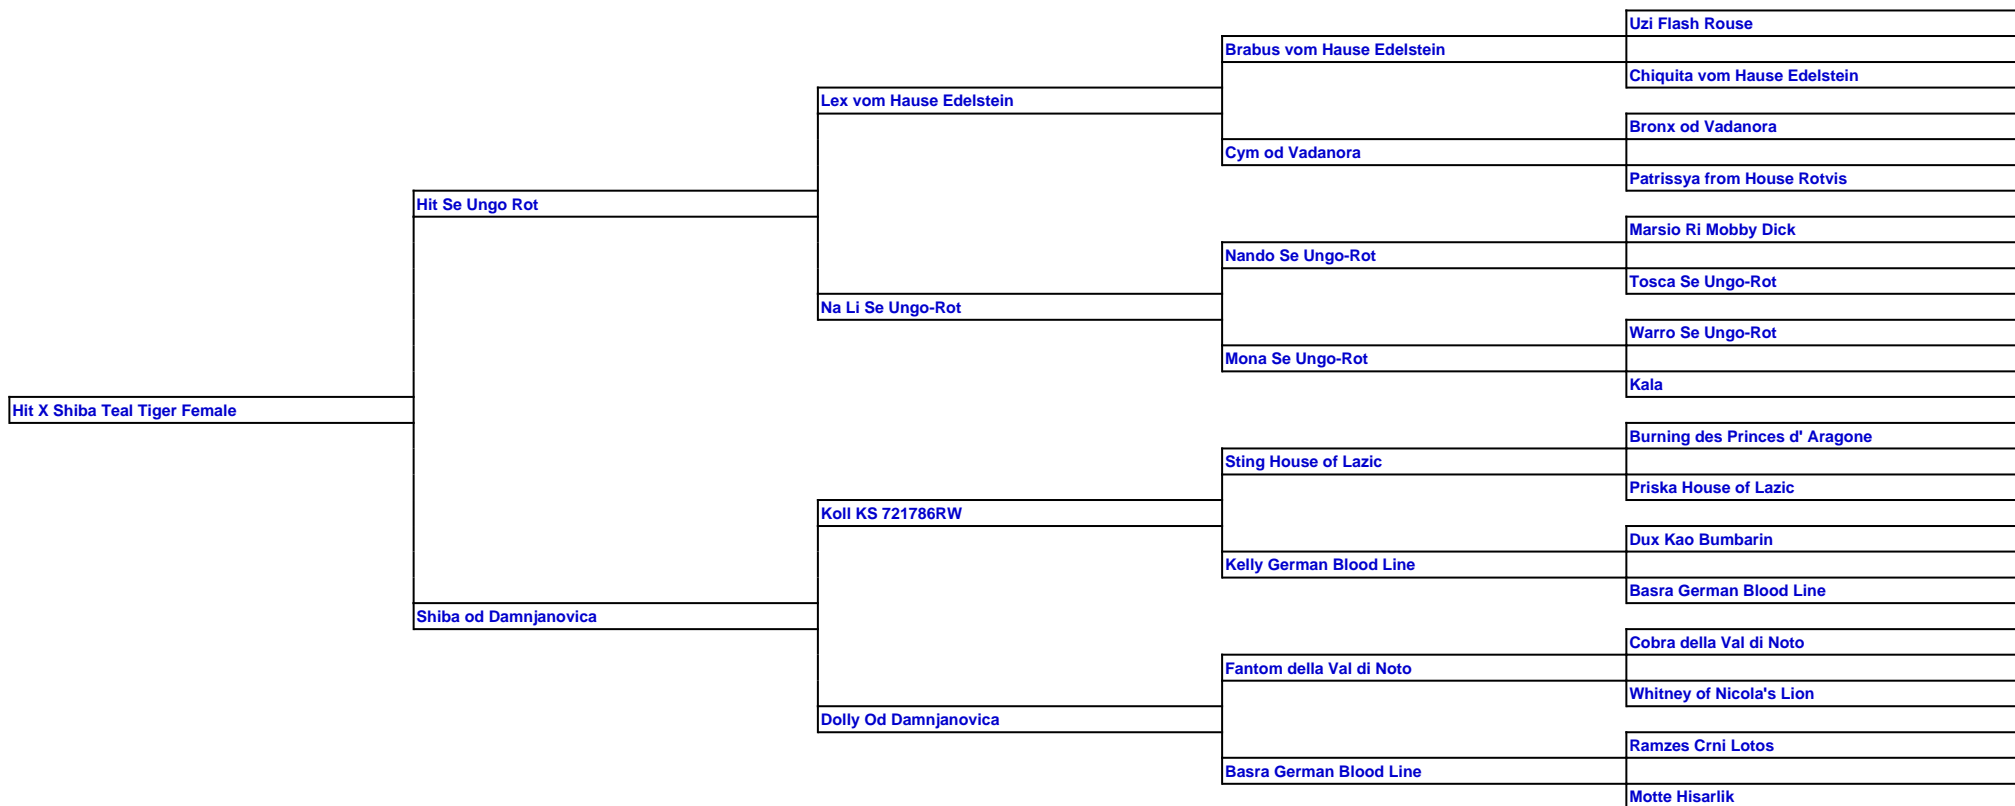 Uzi Flash Rouse
Brabus vom Hause Edelstein
Chiquita vom Hause Edelstein
Lex vom Hause Edelstein
Bronx od Vadanora
Cym od Vadanora
Patrissya from House Rotvis
Hit Se Ungo Rot
Marsio Ri Mobby Dick
Nando Se Ungo-Rot
Tosca Se Ungo-Rot
Na Li Se Ungo-Rot
Warro Se Ungo-Rot
Mona Se Ungo-Rot
Kala
Hit X Shiba Teal Tiger Female
Burning des Princes d' Aragone
Sting House of Lazic
Priska House of Lazic
Koll KS 721786RW
Dux Kao Bumbarin
Kelly German Blood Line
Basra German Blood Line
Shiba od Damnjanovica
Cobra della Val di Noto
Fantom della Val di Noto
Whitney of Nicola's Lion
Dolly Od Damnjanovica
Ramzes Crni Lotos
Basra German Blood Line
Motte Hisarlik